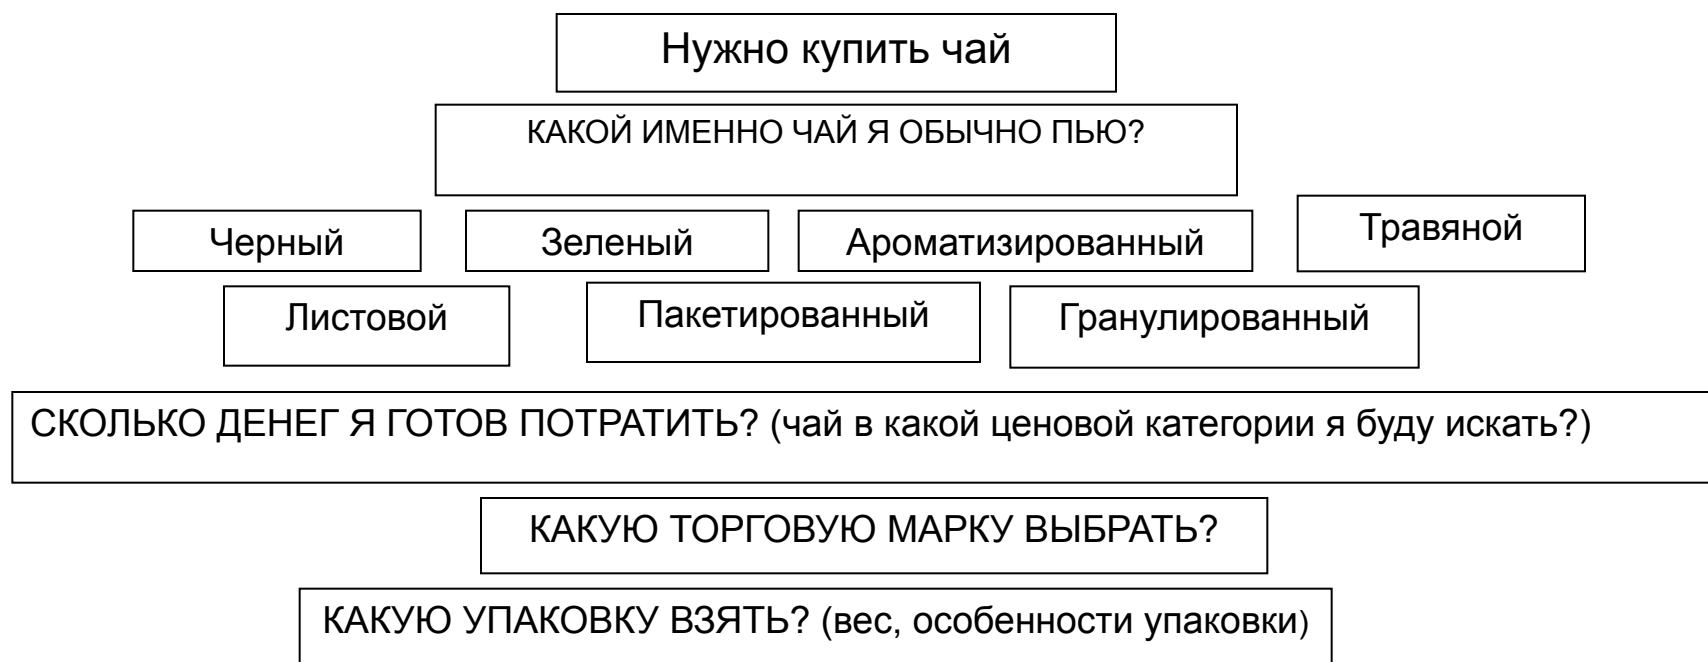 Нужно купить чай
КАКОЙ ИМЕННО ЧАЙ Я ОБЫЧНО ПЬЮ?
Черный
Зеленый
Ароматизированный
Травяной
Листовой
Пакетированный
Гранулированный
СКОЛЬКО ДЕНЕГ Я ГОТОВ ПОТРАТИТЬ? (чай в какой ценовой категории я буду искать?)
КАКУЮ ТОРГОВУЮ МАРКУ ВЫБРАТЬ?
КАКУЮ УПАКОВКУ ВЗЯТЬ? (вес, особенности упаковки)